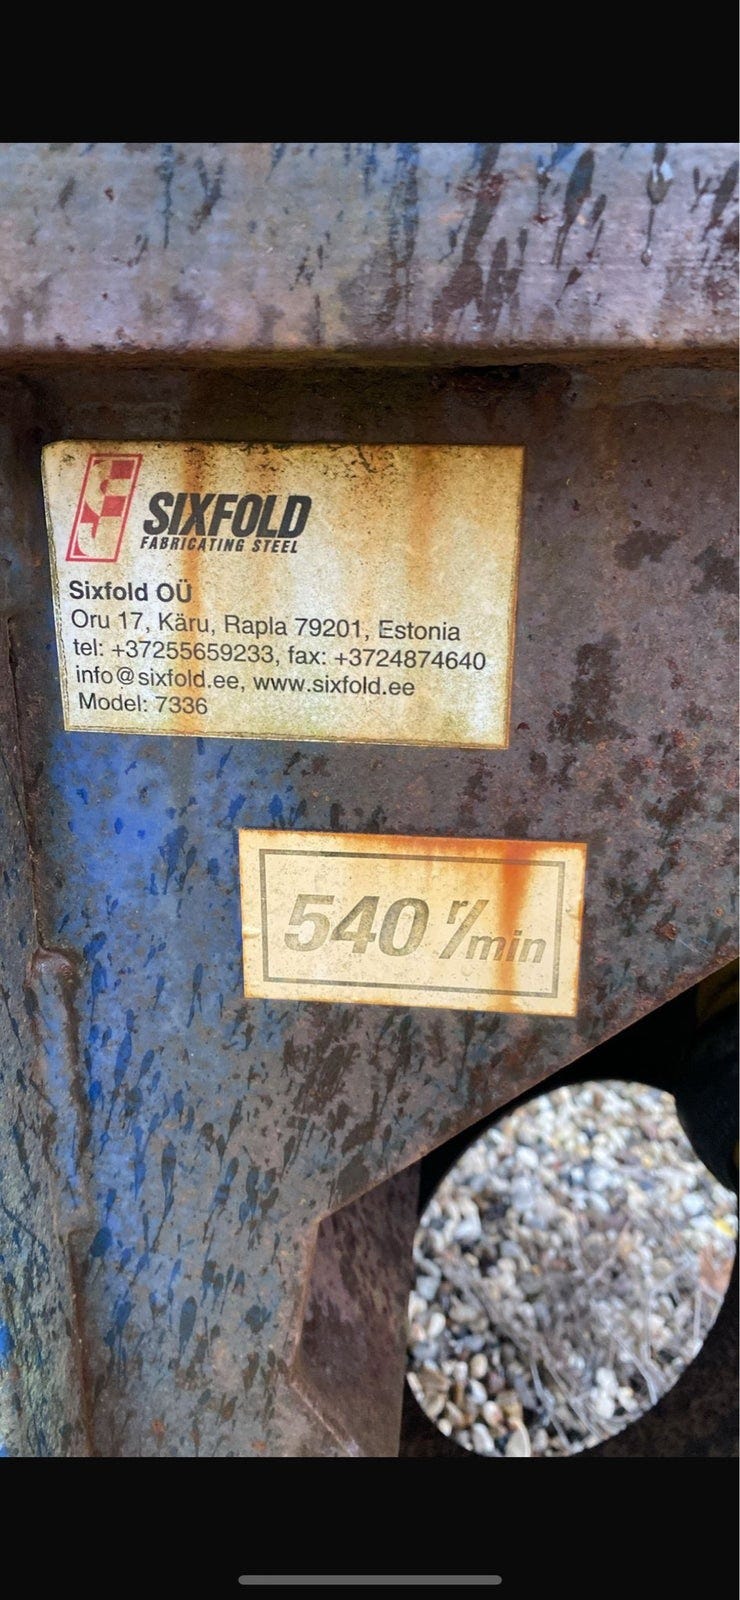 SIXFOLD
FABRICATING STEEL
Sixfold OÜ
Oru 17, Käru, Rapla 79201, Estonia
tel: +37255659233, fax: +3724874640
info@sixfold.ee, www.sixfold.ee
Model: 7336
540 r/min